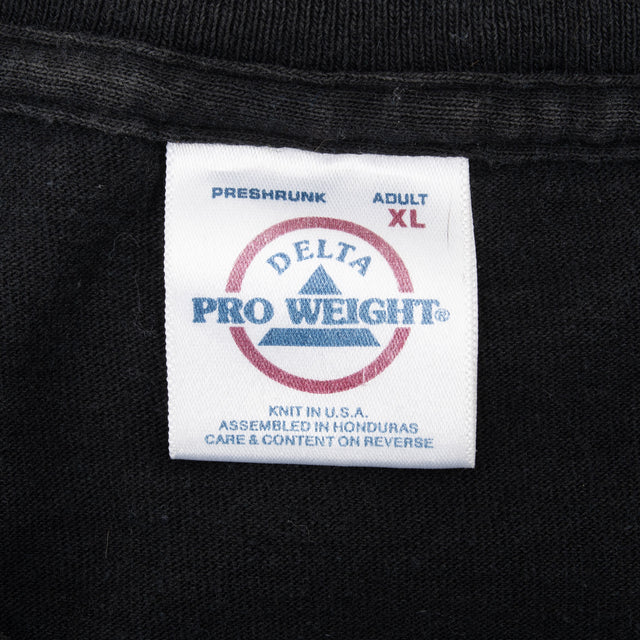 PRESHRUNK ADULT
XL
DELTA
PRO WEIGHT®
KNIT IN U.S.A.
ASSEMBLED IN HONDURAS
CARE & CONTENT ON REVERSE